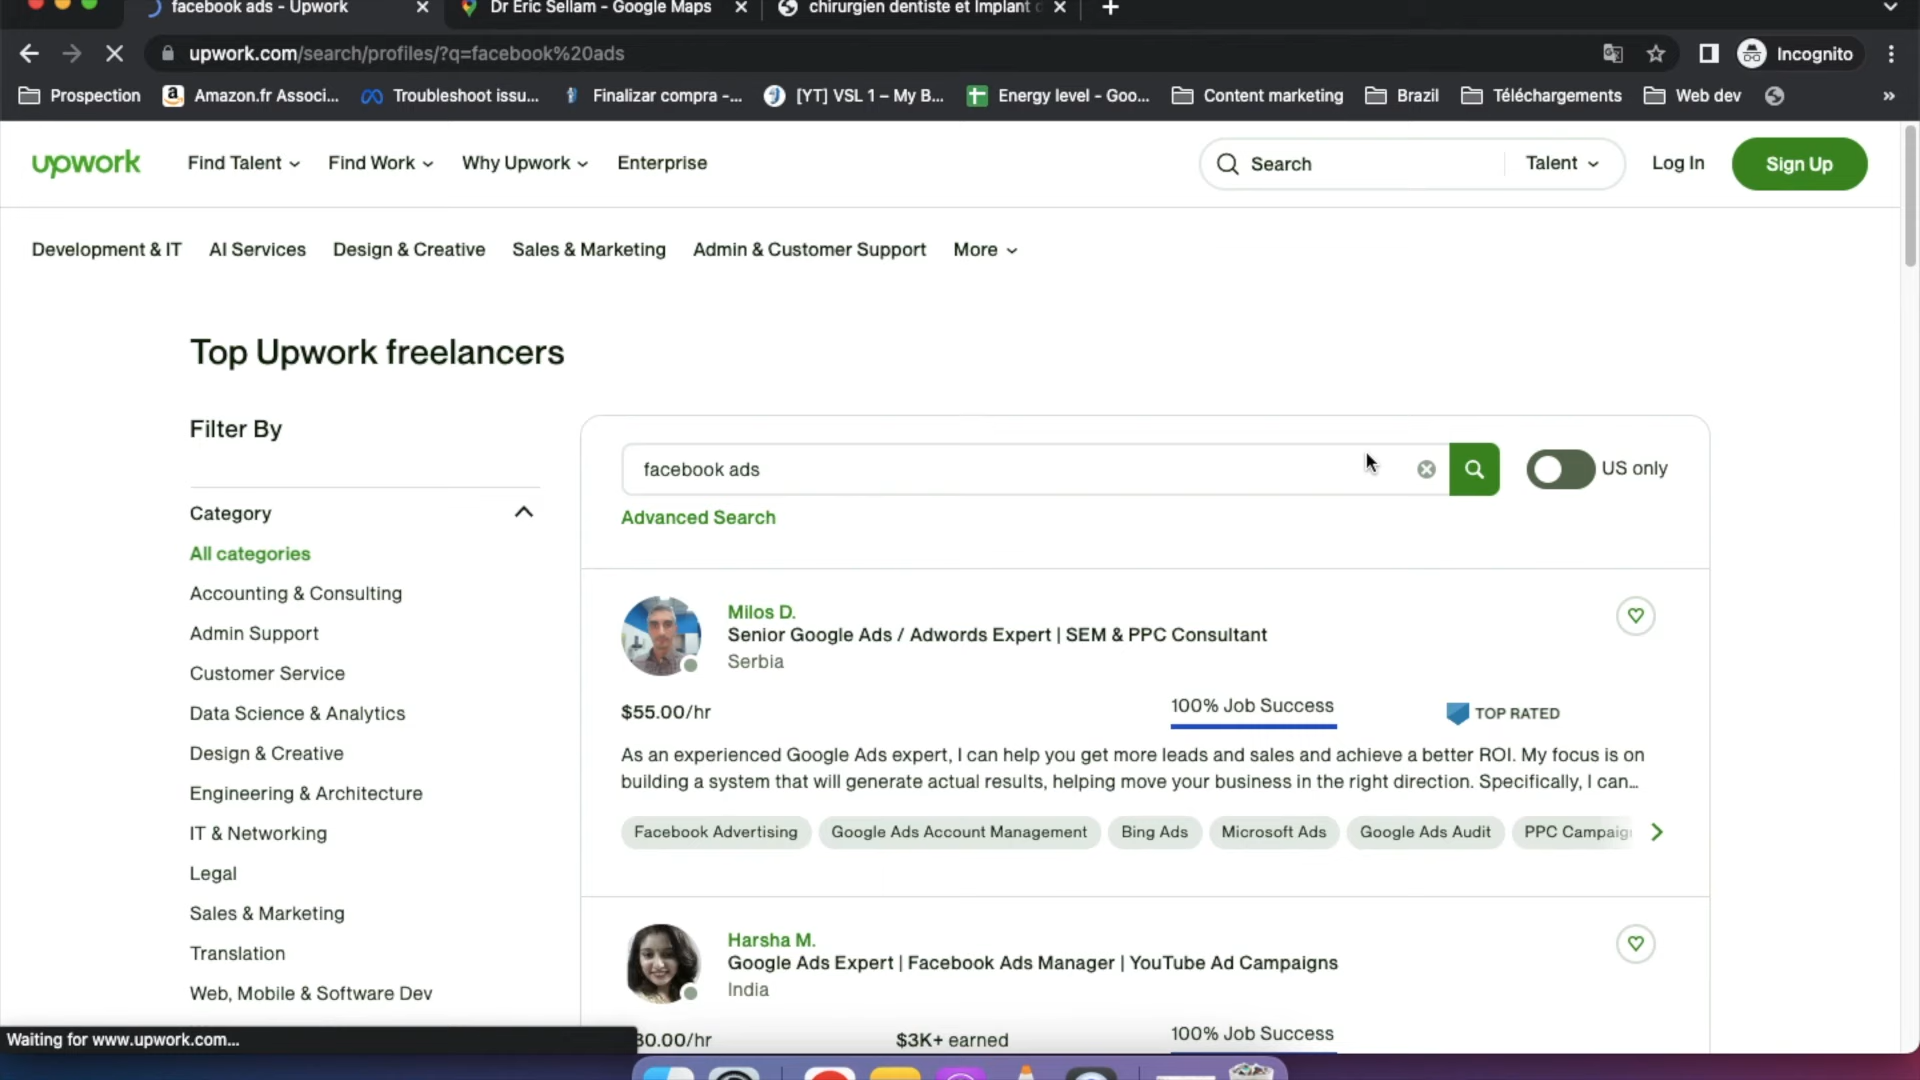 facebook ads - Upwork
Dr Eric Sellam - Google Maps
chirurgien dentiste et Implant
upwork.com/search/profiles/?q=facebook%20ads
Incognito
Prospection
Amazon.fr Associ...
Troubleshoot issu...
Finalizar compra -...
[YT] VSL 1 – My B...
Energy level - Goo...
Content marketing
Brazil
Téléchargements
Web dev
»
upwork
Find Talent
Find Work
Why Upwork
Enterprise
Search
Talent
Log In
Sign Up
Development & IT
AI Services
Design & Creative
Sales & Marketing
Admin & Customer Support
More
Top Upwork freelancers
Filter By
Category
All categories
Accounting & Consulting
Admin Support
Customer Service
Data Science & Analytics
Design & Creative
Engineering & Architecture
IT & Networking
Legal
Sales & Marketing
Translation
Web, Mobile & Software Dev
facebook ads
US only
Advanced Search
Milos D.
Senior Google Ads / Adwords Expert | SEM & PPC Consultant
Serbia
$55.00/hr
100% Job Success
TOP RATED
As an experienced Google Ads expert, I can help you get more leads and sales and achieve a better ROI. My focus is on
building a system that will generate actual results, helping move your business in the right direction. Specifically, I can...
Facebook Advertising
Google Ads Account Management
Bing Ads
Microsoft Ads
Google Ads Audit
PPC Campaig
Harsha M.
Google Ads Expert | Facebook Ads Manager | YouTube Ad Campaigns
India
$3K+ earned
100% Job Success
Waiting for www.upwork.com...